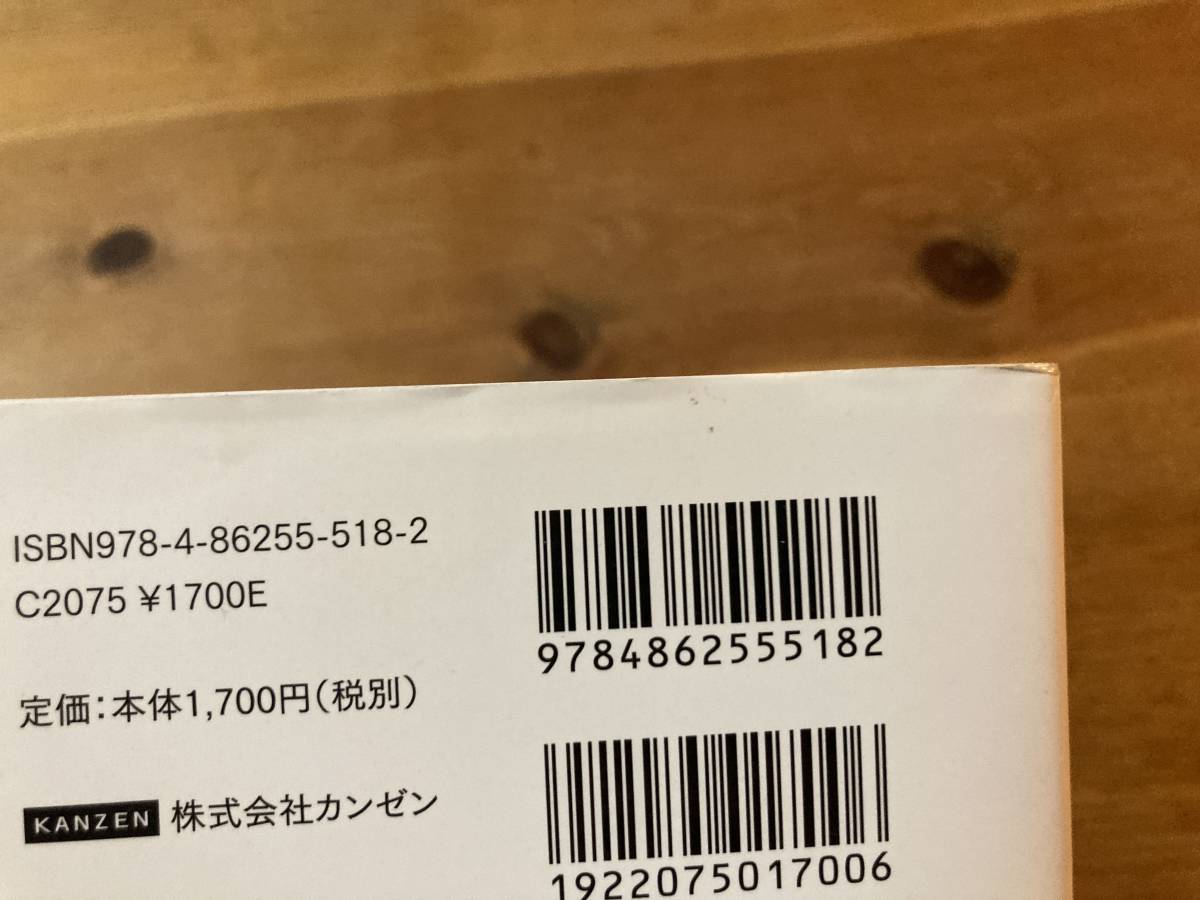 ISBN978-4-86255-518-2
C2075 ¥1700E
定価：本体1,700円（税別）
KANZEN 株式会社カンゼン
9784862555182
1922075017006